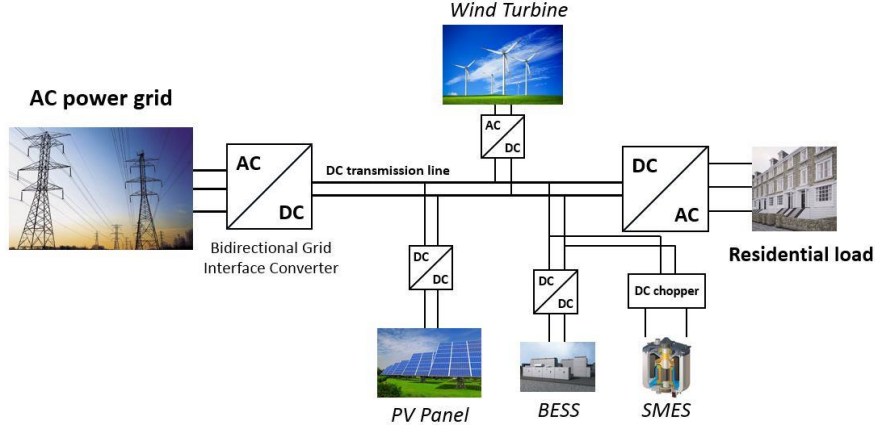 Wind Turbine
AC power grid
AC
DC
AC
DC
DC transmission line
DC
AC
Bidirectional Grid
Interface Converter
Residential load
DC
DC
DC
DC
DC chopper
PV Panel
BESS
SMES